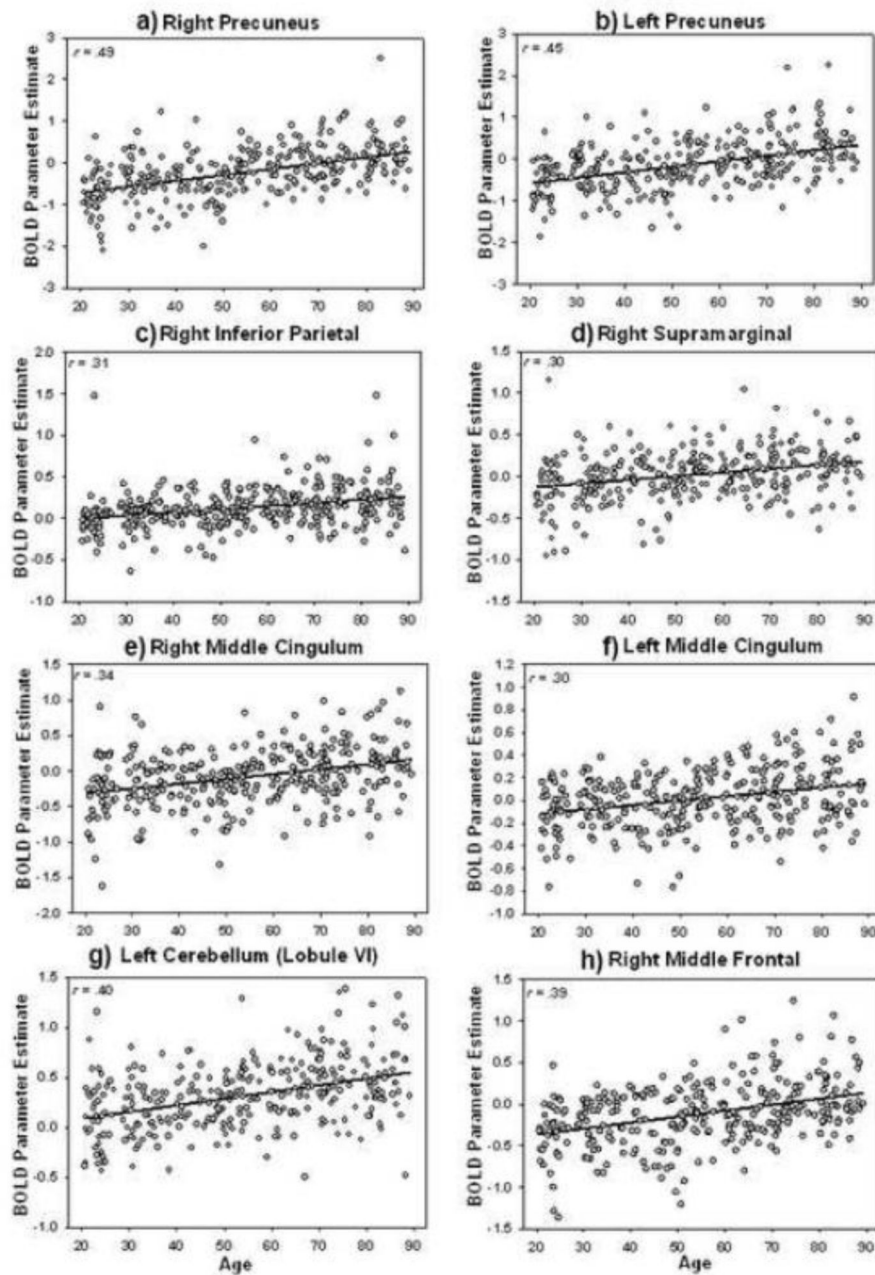 a) Right Precuneus
r = .49
BOLD Parameter Estimate
3
2
1
0
-1
-2
-3
20 30 40 50 60 70 80 90
b) Left Precuneus
r = .45
BOLD Parameter Estimate
3
2
1
0
-1
-2
-3
20 30 40 50 60 70 80 90
c) Right Inferior Parietal
r = .31
BOLD Parameter Estimate
2.0
1.5
1.0
0.5
0.0
-0.5
-1.0
20 30 40 50 60 70 80 90
d) Right Supramarginal
r = .30
BOLD Parameter Estimate
1.5
1.0
0.5
0.0
-0.5
-1.0
-1.5
20 30 40 50 60 70 80 90
e) Right Middle Cingulum
r = .34
BOLD Parameter Estimate
1.5
1.0
0.5
0.0
-0.5
-1.0
-1.5
-2.0
20 30 40 50 60 70 80 90
f) Left Middle Cingulum
r = .30
BOLD Parameter Estimate
1.2
1.0
0.8
0.6
0.4
0.2
0.0
-0.2
-0.4
-0.6
-0.8
-1.0
20 30 40 50 60 70 80 90
g) Left Cerebellum (Lobule VI)
r = .40
BOLD Parameter Estimate
1.5
1.0
0.5
0.0
-0.5
-1.0
20 30 40 50 60 70 80 90
Age
h) Right Middle Frontal
r = .39
BOLD Parameter Estimate
1.5
1.0
0.5
0.0
-0.5
-1.0
-1.5
20 30 40 50 60 70 80 90
Age